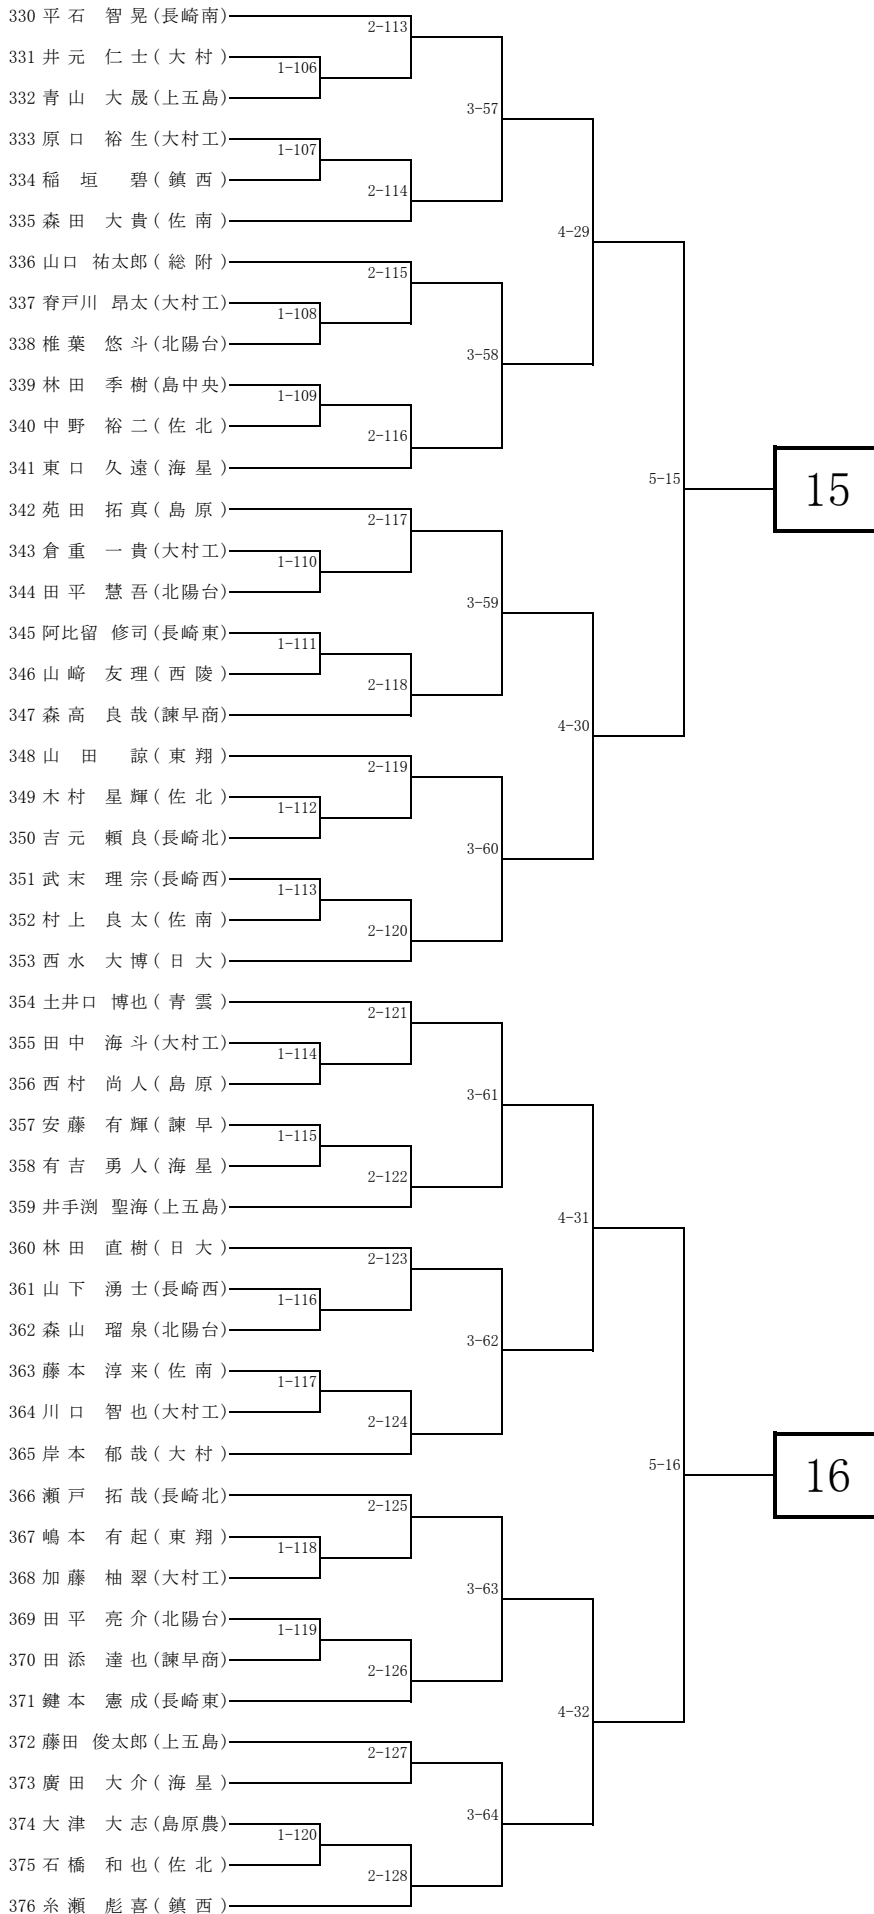 330 平石 智晃(長崎南)
2-113
331 井元 仁士(大村)
1-106
332 青山 大晟(上五島)
3-57
333 原口 裕生(大村工)
1-107
334 稲垣 碧(鎮西)
2-114
335 森田 大貴(佐南)
4-29
336 山口 祐太郎(総附)
2-115
337 脊戸川 昂太(大村工)
1-108
338 椎葉 悠斗(北陽台)
3-58
339 林田 季樹(島中央)
1-109
340 中野 裕二(佐北)
2-116
341 東口 久遠(海星)
5-15
15
342 苑田 拓真(島原)
2-117
343 倉重 一貴(大村工)
1-110
344 田平 慧吾(北陽台)
3-59
345 阿比留 修司(長崎東)
1-111
346 山﨑 友理(西陵)
2-118
347 森高 良哉(諫早商)
4-30
348 山田 諒(東翔)
2-119
349 木村 星輝(佐北)
1-112
350 吉元 頼良(長崎北)
3-60
351 武末 理宗(長崎西)
1-113
352 村上 良太(佐南)
2-120
353 西水 大博(日大)
354 土井口 博也(青雲)
2-121
355 田中 海斗(大村工)
1-114
356 西村 尚人(島原)
3-61
357 安藤 有輝(諫早)
1-115
358 有吉 勇人(海星)
2-122
359 井手渕 聖海(上五島)
4-31
360 林田 直樹(日大)
2-123
361 山下 湧士(長崎西)
1-116
362 森山 瑠泉(北陽台)
3-62
363 藤本 淳来(佐南)
1-117
364 川口 智也(大村工)
2-124
365 岸本 郁哉(大村)
5-16
16
366 瀬戸 拓哉(長崎北)
2-125
367 嶋本 有起(東翔)
1-118
368 加藤 柚翠(大村工)
3-63
369 田平 亮介(北陽台)
1-119
370 田添 達也(諫早商)
2-126
371 鍵本 憲成(長崎東)
4-32
372 藤田 俊太郎(上五島)
2-127
373 廣田 大介(海星)
3-64
374 大津 大志(島原農)
1-120
375 石橋 和也(佐北)
2-128
376 糸瀬 彪喜(鎮西)